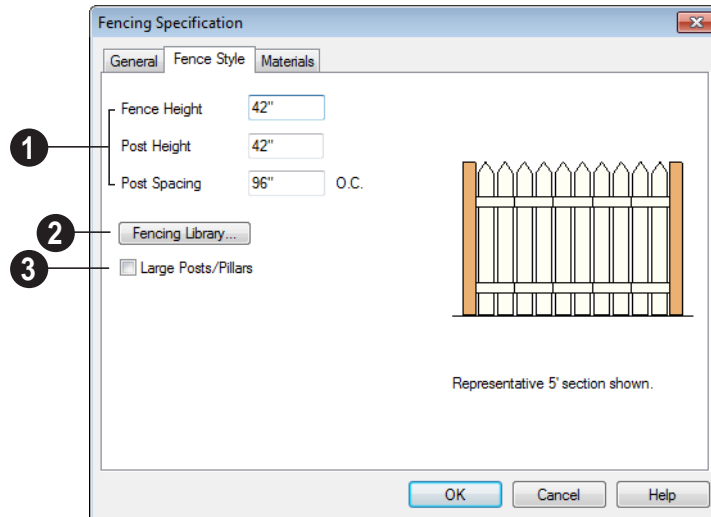 Fencing Specification
General Fence Style Materials
1
Fence Height 42"
Post Height 42"
Post Spacing 96" O.C.
2 Fencing Library...
3 Large Posts/Pillars
Representative 5' section shown.
OK Cancel Help